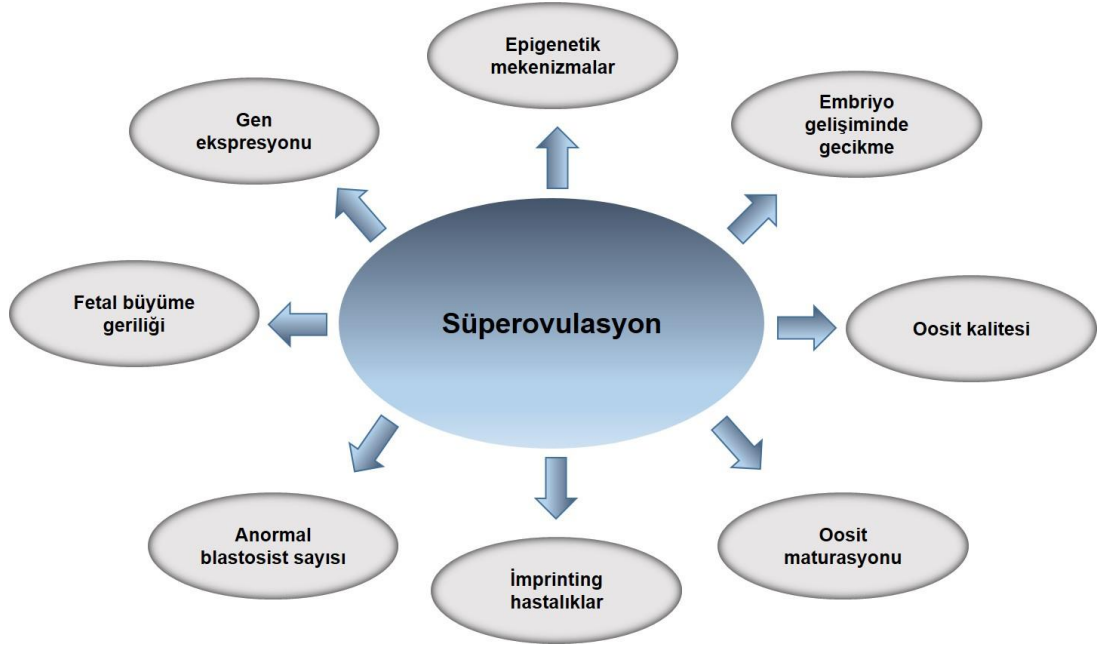 Epigenetik
mekenizmalar
Gen
ekspresyonu
Embriyo
gelişiminde
gecikme
Fetal büyüme
geriliği
Süperovulasyon
Oosit kalitesi
Anormal
blastosist sayısı
İmprinting
hastalıklar
Oosit
maturasyonu